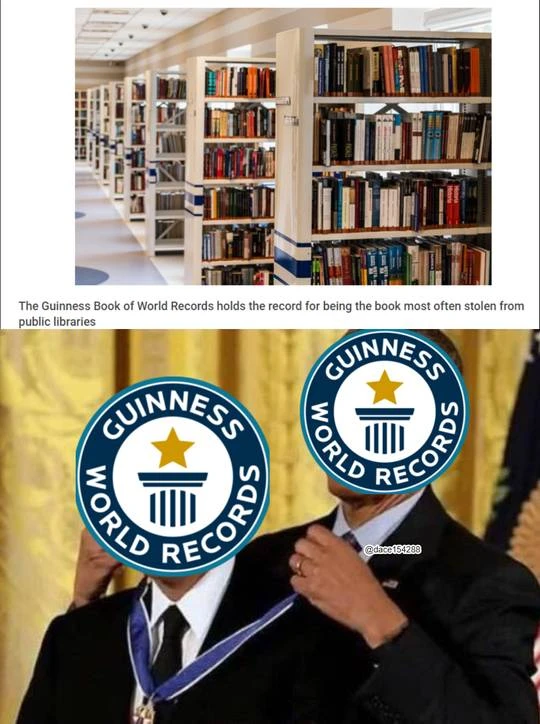 The Guinness Book of World Records holds the record for being the book most often stolen from
public libraries
GUINNESS
WORLD RECORDS
GUINNESS
WORLD RECORDS
@dace154288